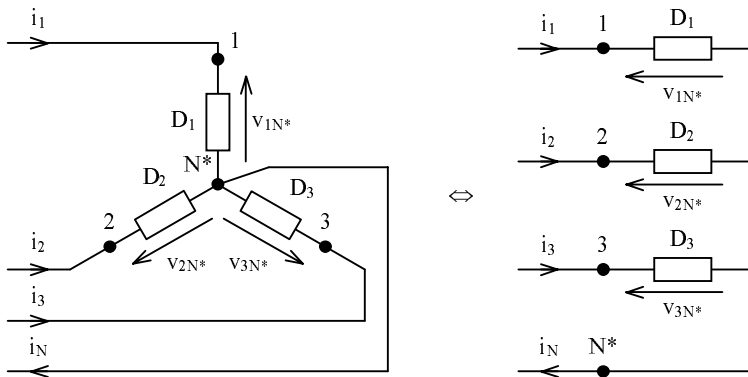 i1
1
D1
v1N*
N*
D2
D3
2
3
i2
v2N*
v3N*
i3
iN
⇔
i1
1
D1
v1N*
i2
2
D2
v2N*
i3
3
D3
v3N*
iN
N*